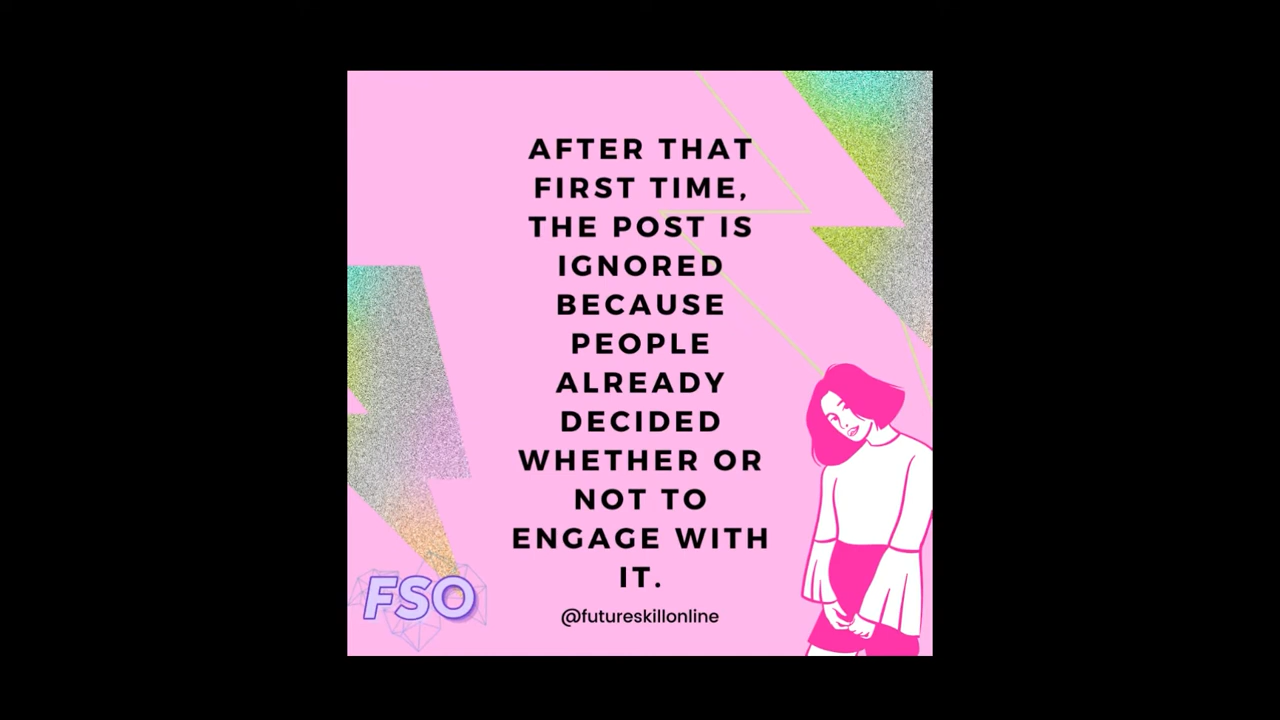 AFTER THAT
FIRST TIME,
THE POST IS
IGNORED
BECAUSE
PEOPLE
ALREADY
DECIDED
WHETHER OR
NOT TO
ENGAGE WITH
IT.
FSO
@futureskillonline